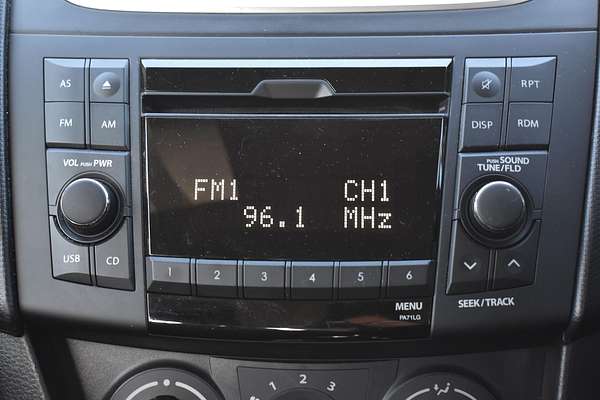 AS
RPT
FM AM
DISP RDM
VOL PUSH PWR
PUSH SOUND
TUNE/FLD
FM1 CH1
96.1 MHz
USB CD
1 2 3 4 5 6
MENU
PA71LG
SEEK/TRACK
1 2 3